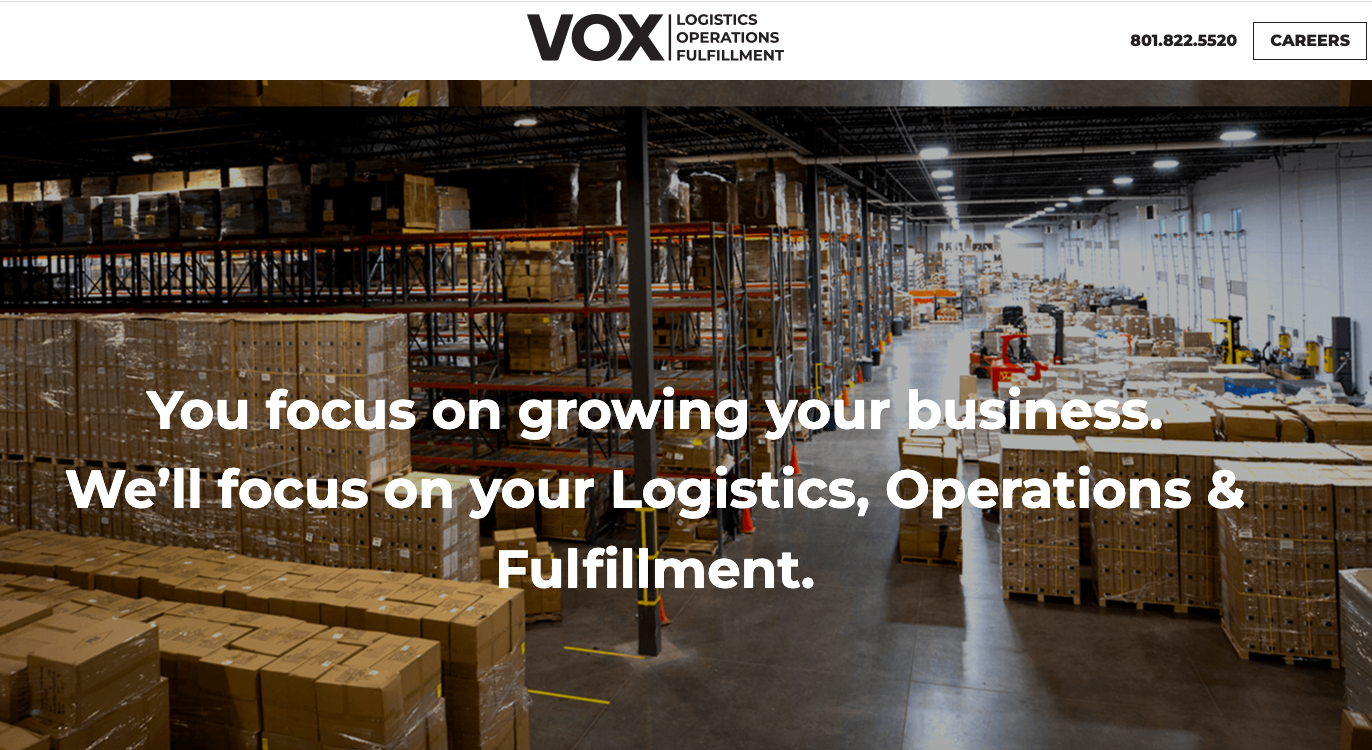 VOX
LOGISTICS
OPERATIONS
FULFILLMENT
801.822.5520
CAREERS
You focus on growing your business.
We’ll focus on your Logistics, Operations &
Fulfillment.